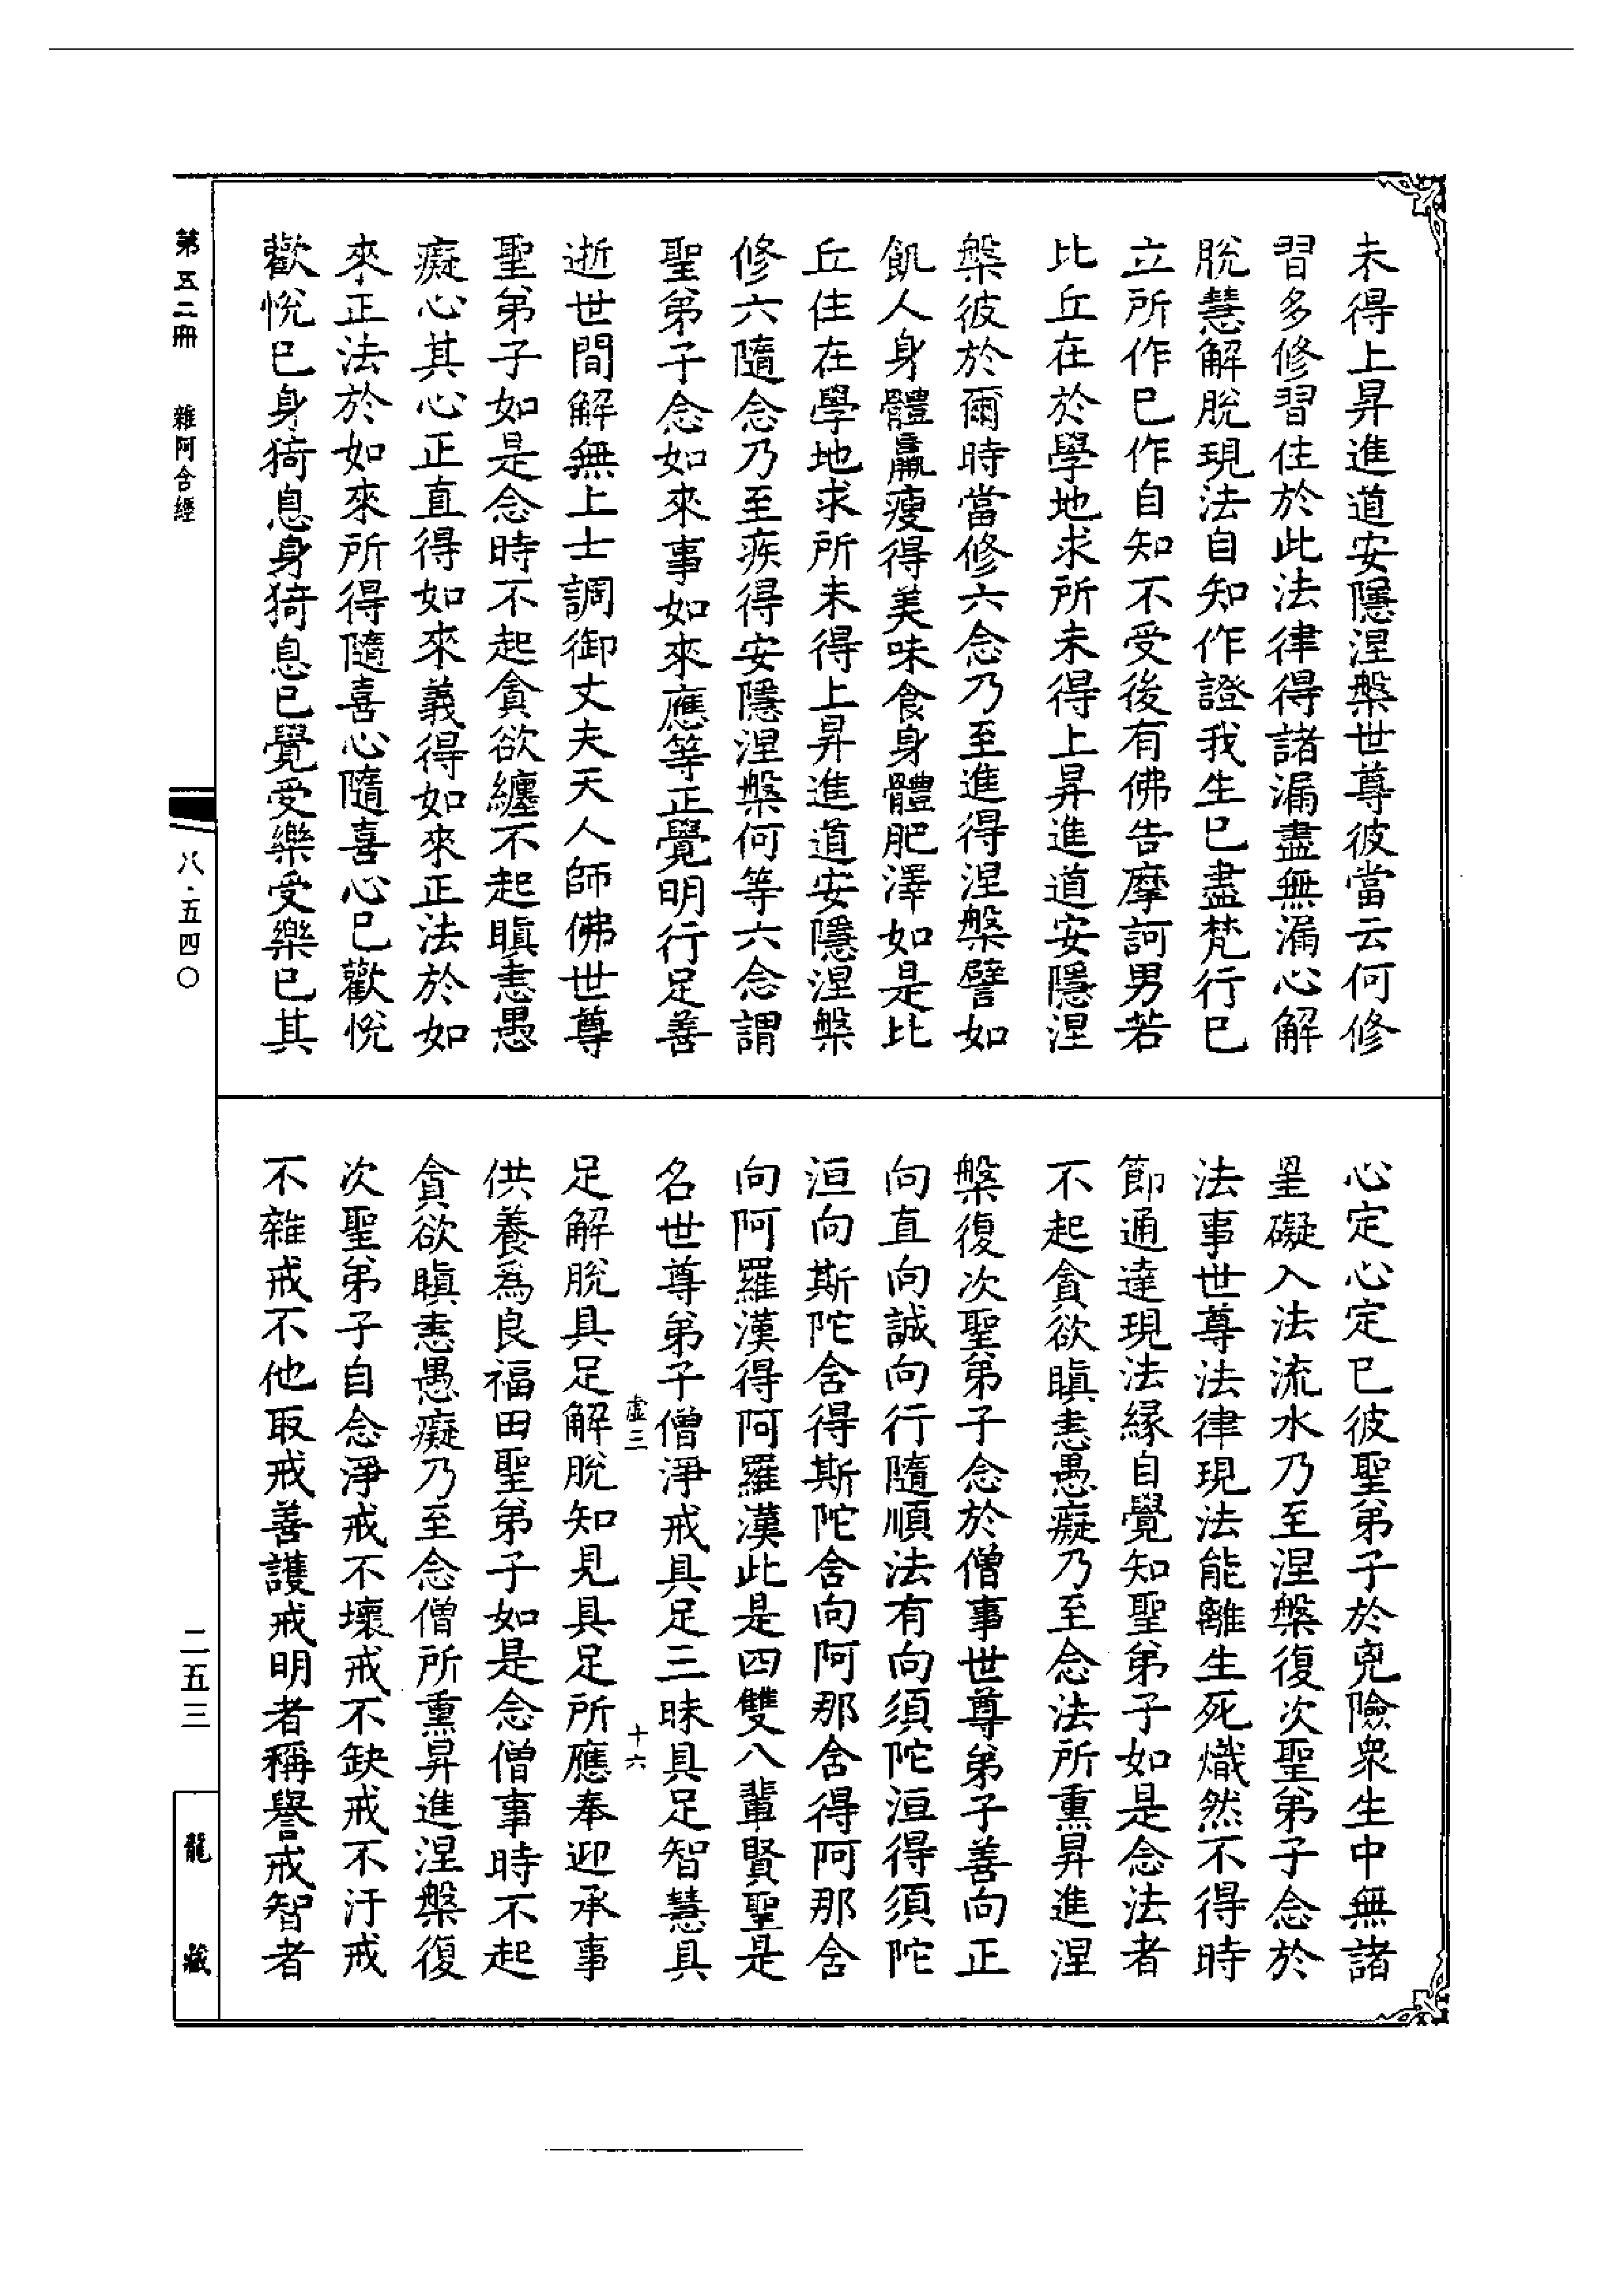 未得上昇進道安隱涅槃世尊彼當云何修
習多修習住於此法律得諸漏盡無漏心解
脫慧解脫現法自知作證我生已盡梵行已
立所作已作自知不受後有佛告摩訶男若
比丘在於學地求所未得上昇進道安隱涅
槃彼於爾時當修六念乃至進得涅槃譬如
飢人身體羸瘦得美味食身體肥澤如是比
丘住在學地求所未得上昇進道安隱涅槃
修六隨念乃至疾得安隱涅槃何等六念謂
聖弟子念如來事如來應等正覺明行足善
逝世間解無上士調御丈夫天人師佛世尊
聖弟子如是念時不起貪欲纏不起瞋恚愚
癡心其心正直得如來義得如來正法於如
來正法於如來所得隨喜心隨喜心已歡悅
歡悅已身猗息身猗息已覺受樂受樂已其
心定心定已彼聖弟子於兇險衆生中無諸
罣礙入法流水乃至涅槃復次聖弟子念於
法事世尊法律現法能離生死熾然不得時
節通達現法緣自覺知聖弟子如是念法者
不起貪欲瞋恚愚癡乃至念法所熏昇進涅
槃復次聖弟子念於僧事世尊弟子善向正
向直向誠向行隨順法有向須陀洹得須陀
洹向斯陀含得斯陀含向阿那含得阿那含
向阿羅漢得阿羅漢此是四雙八輩賢聖是
名世尊弟子僧淨戒具足三昧具足智慧具
虛三 十六
足解脫具足解脫知見具足所應奉迎承事
供養爲良福田聖弟子如是念僧事時不起
貪欲瞋恚愚癡乃至念僧所熏昇進涅槃復
次聖弟子自念淨戒不壞戒不缺戒不汙戒
不雜戒不他取戒善護戒明者稱譽戒智者
第五二冊 雜阿含經
八·五四〇
二五三
龍藏